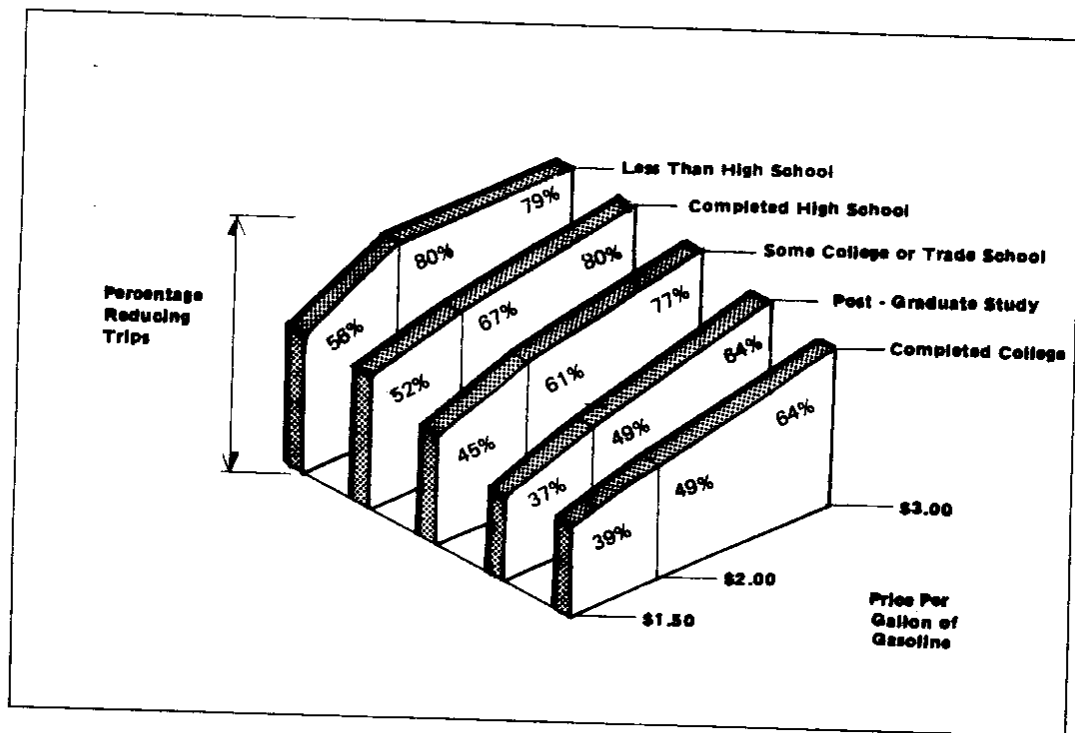 Less Than High School
Completed High School
Some College or Trade School
Post - Graduate Study
Completed College
Percentage
Reducing
Trips
56% 80% 79%
52% 67% 80%
45% 61% 77%
37% 49% 64%
39% 49% 64%
$3.00
$2.00
$1.50
Price Per
Gallon of
Gasoline